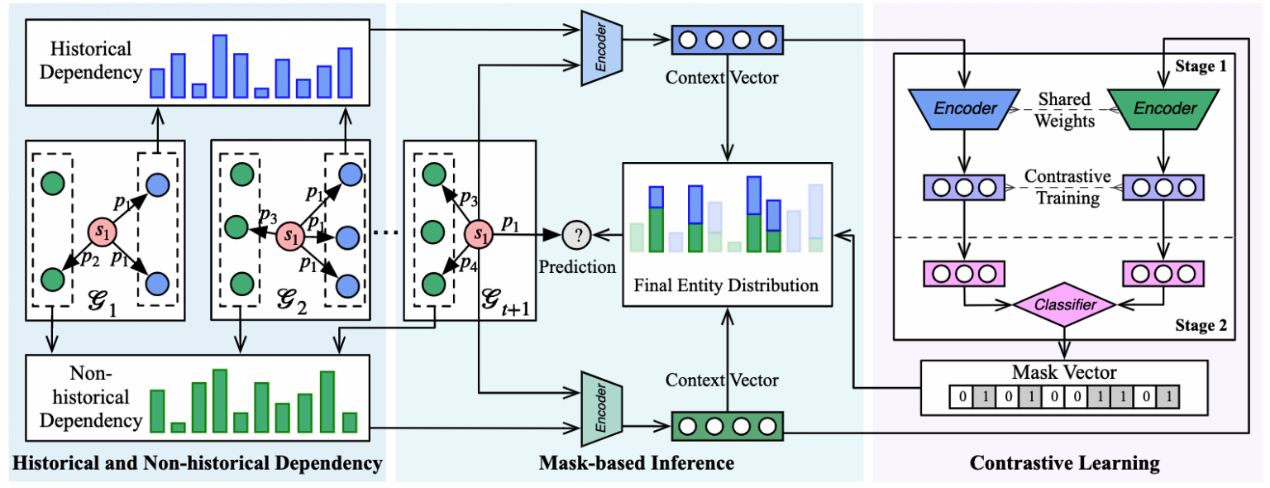 Historical
Dependency
s1
p1
p2
p1
𝒢1
s1
p1
p1
p1
p3
𝒢2
...
s1
p3
p4
p1
𝒢t+1
Non-
historical
Dependency
Historical and Non-historical Dependency
Encoder
Context Vector
?
Prediction
Final Entity Distribution
Context Vector
Encoder
Mask-based Inference
Stage 1
Encoder
Shared
Weights
Encoder
Contrastive
Training
Classifier
Stage 2
Mask Vector
0 1 0 1 0 0 1 1 0 1
Contrastive Learning